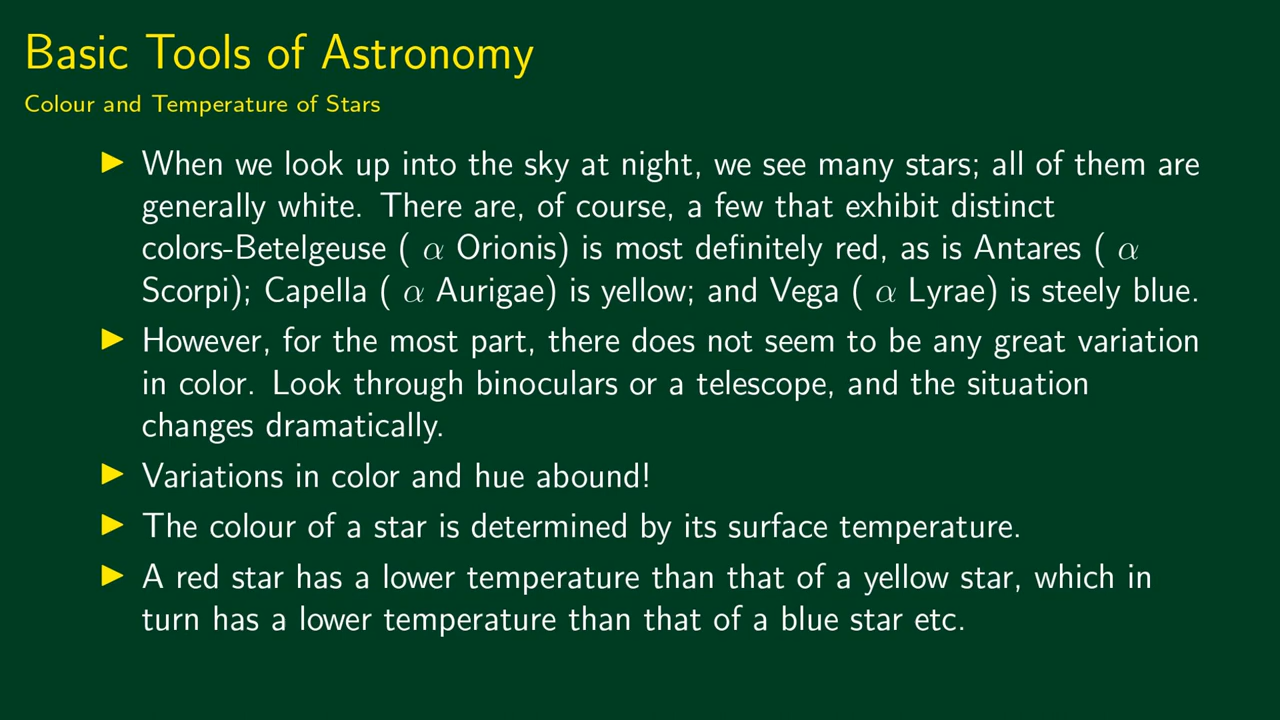 Basic Tools of Astronomy
Colour and Temperature of Stars
▶ When we look up into the sky at night, we see many stars; all of them are
generally white. There are, of course, a few that exhibit distinct
colors-Betelgeuse ( α Orionis) is most definitely red, as is Antares ( α
Scorpi); Capella ( α Aurigae) is yellow; and Vega ( α Lyrae) is steely blue.
▶ However, for the most part, there does not seem to be any great variation
in color. Look through binoculars or a telescope, and the situation
changes dramatically.
▶ Variations in color and hue abound!
▶ The colour of a star is determined by its surface temperature.
▶ A red star has a lower temperature than that of a yellow star, which in
turn has a lower temperature than that of a blue star etc.